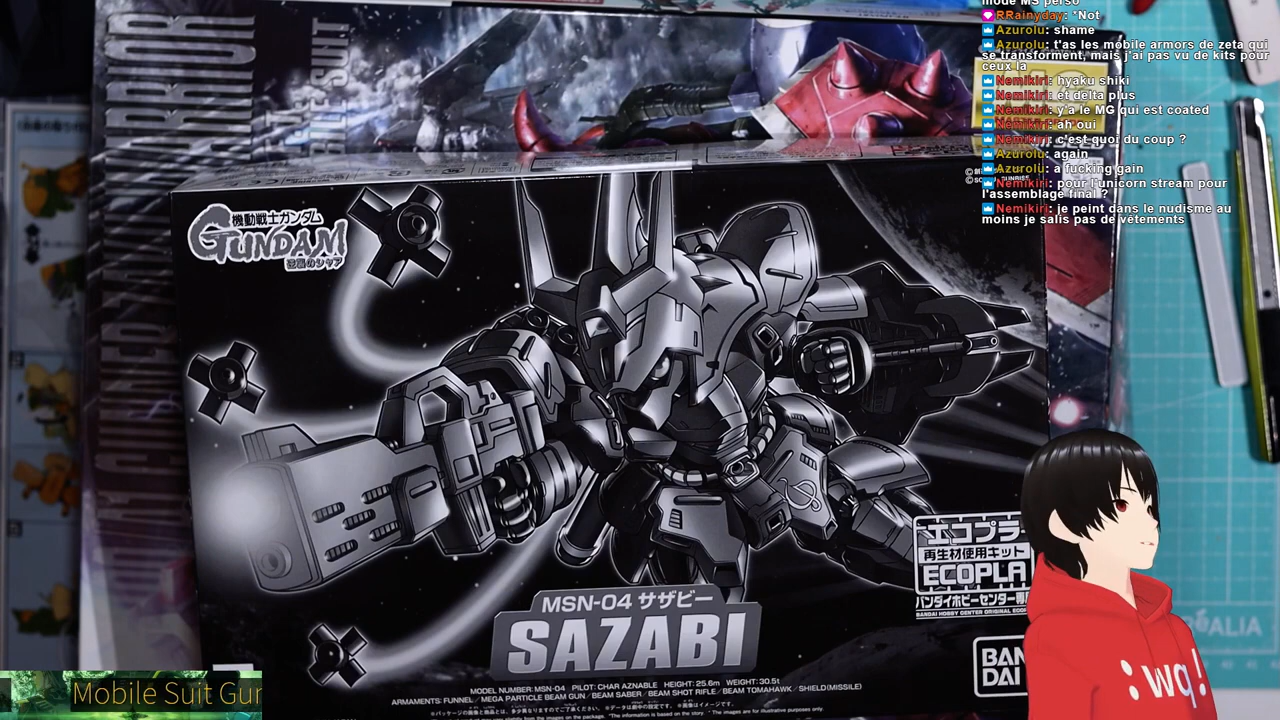 mode MS perso
RRainyday: *Not
Azurolu: shame
Azurolu: t'as les mobile armors de zeta qui
se transforment, mais j'ai pas vu de kits pour
ceux la
Nemikiri: hyaku shiki
Nemikiri: et delta plus
Nemikiri: y'a le MG qui est coated
Nemikiri: ah oui
Nemikiri: c'est quoi du coup ?
Azurolu: again
Azurolu: a fucking gain
Nemikiri: pour l'unicorn stream pour
l'assemblage final?
Nemikiri: je peint dans le nudisme au
moins je salis pas de vêtements
機動戦士ガンダム
GUNDAM
逆襲のシャア
エコプラ
再生材使用キット
ECOPLA
バンダイホビーセンター
BANDAI HOBBY CENTER ORIGINAL
MSN-04 サザビー
SAZABI
BAN
DAI
MODEL NUMBER: MSN-04 PILOT: CHAR AZNABLE HEIGHT: 25.6m WEIGHT: 30.5t
ARMAMENTS: FUNNEL／MEGA PARTICLE BEAM GUN／BEAM SABER／BEAM SHOT RIFLE／BEAM TOMAHAWK／SHIELD(MISSILE)
:wq!
Mobile Suit Gun